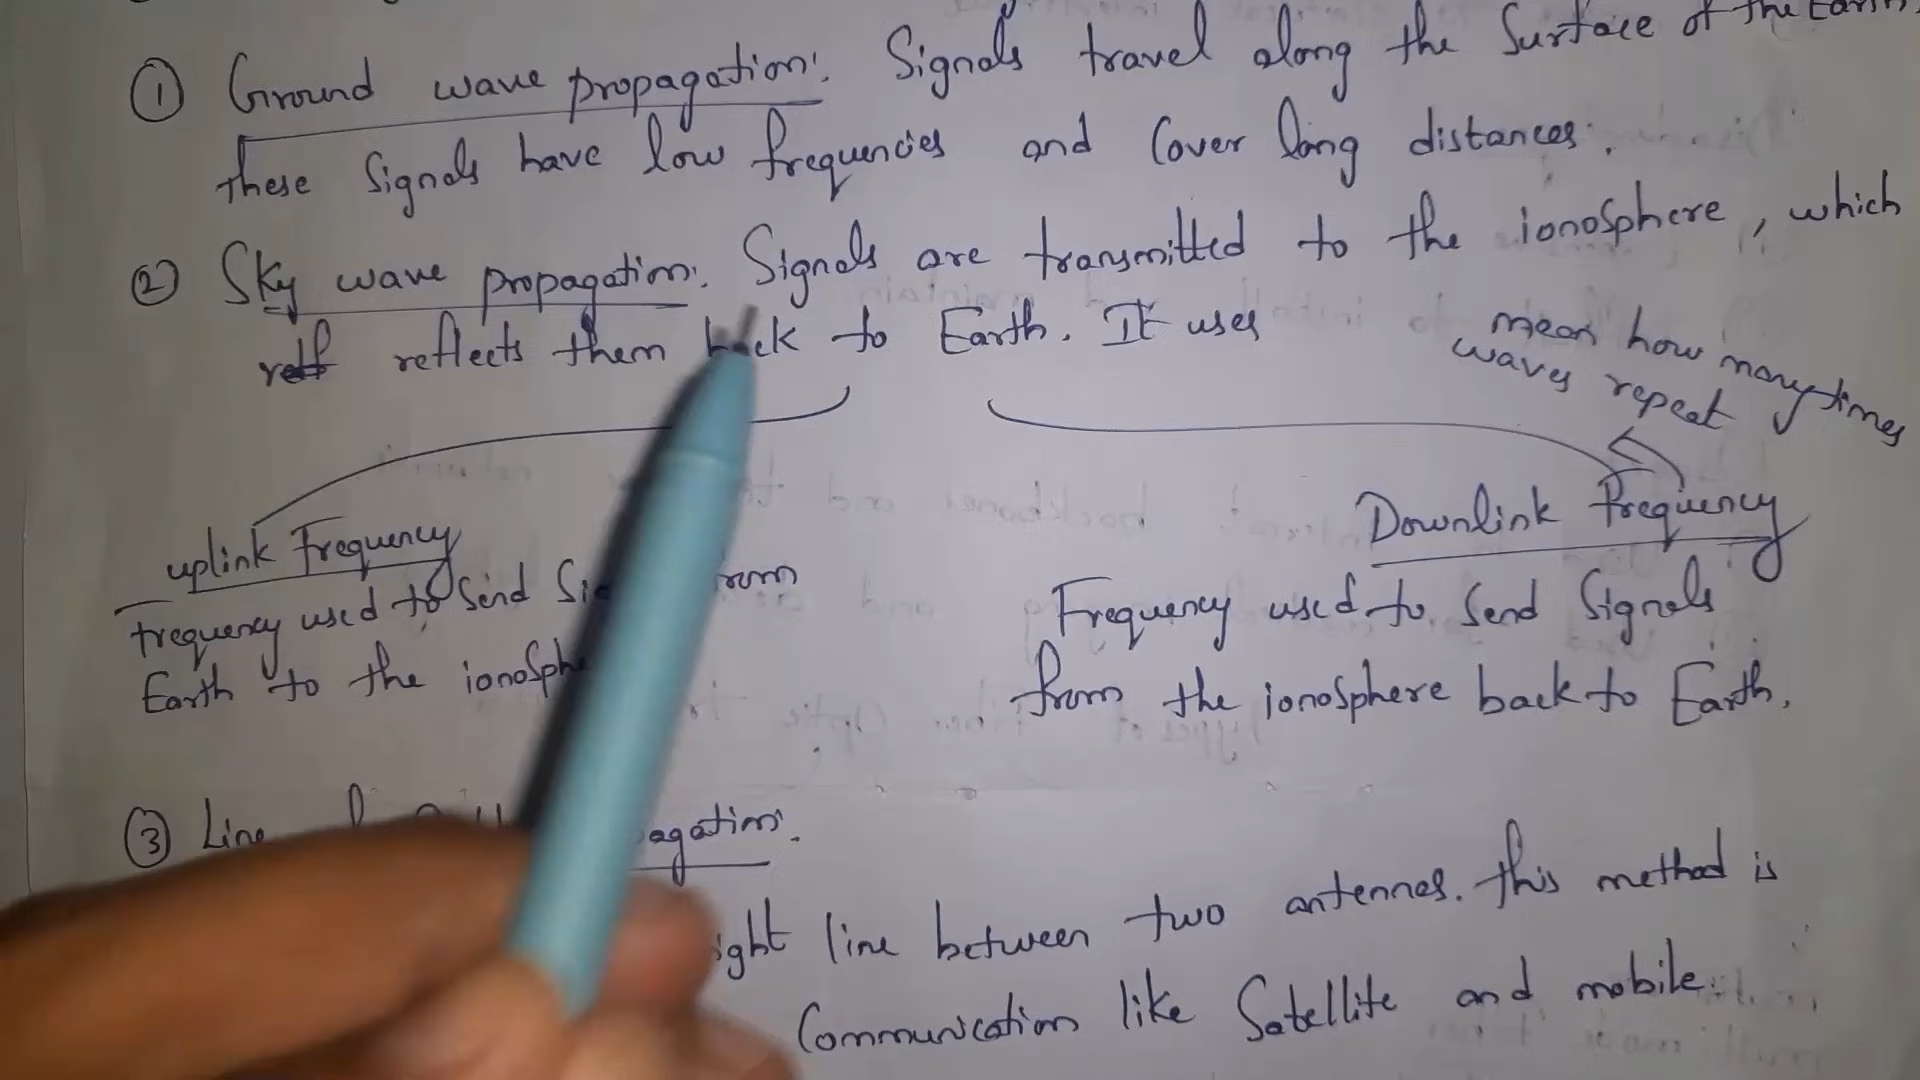 ① Ground wave propagation: Signals travel along the Surface of the Earth,
these Signals have low frequencies and Cover long distances.
② Sky wave propagation: Signals are transmitted to the ionosphere, which
reflects them back to Earth. It uses
mean how many times
waves repeat
uplink Frequency
Frequency used to Send from
Earth to the
Downlink Frequency
Frequency used to Send Signals
from the ionosphere back to Earth.
③ Line
line between two antennas. this method is
Communication like Satellite and mobile.